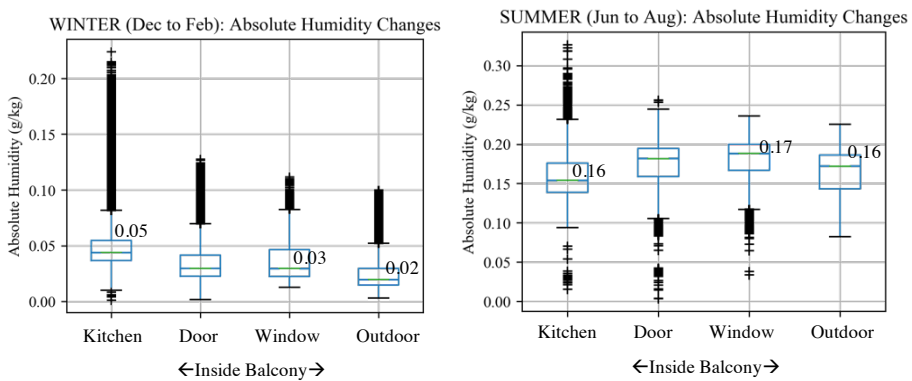 WINTER (Dec to Feb): Absolute Humidity Changes
Absolute Humidity (g/kg)
0.20
0.15
0.10
0.05
0.00
0.05
0.03
0.02
Kitchen Door Window Outdoor
←Inside Balcony→
SUMMER (Jun to Aug): Absolute Humidity Changes
Absolute Humidity (g/kg)
0.30
0.25
0.20
0.15
0.10
0.05
0.00
0.16
0.17
0.16
Kitchen Door Window Outdoor
←Inside Balcony→